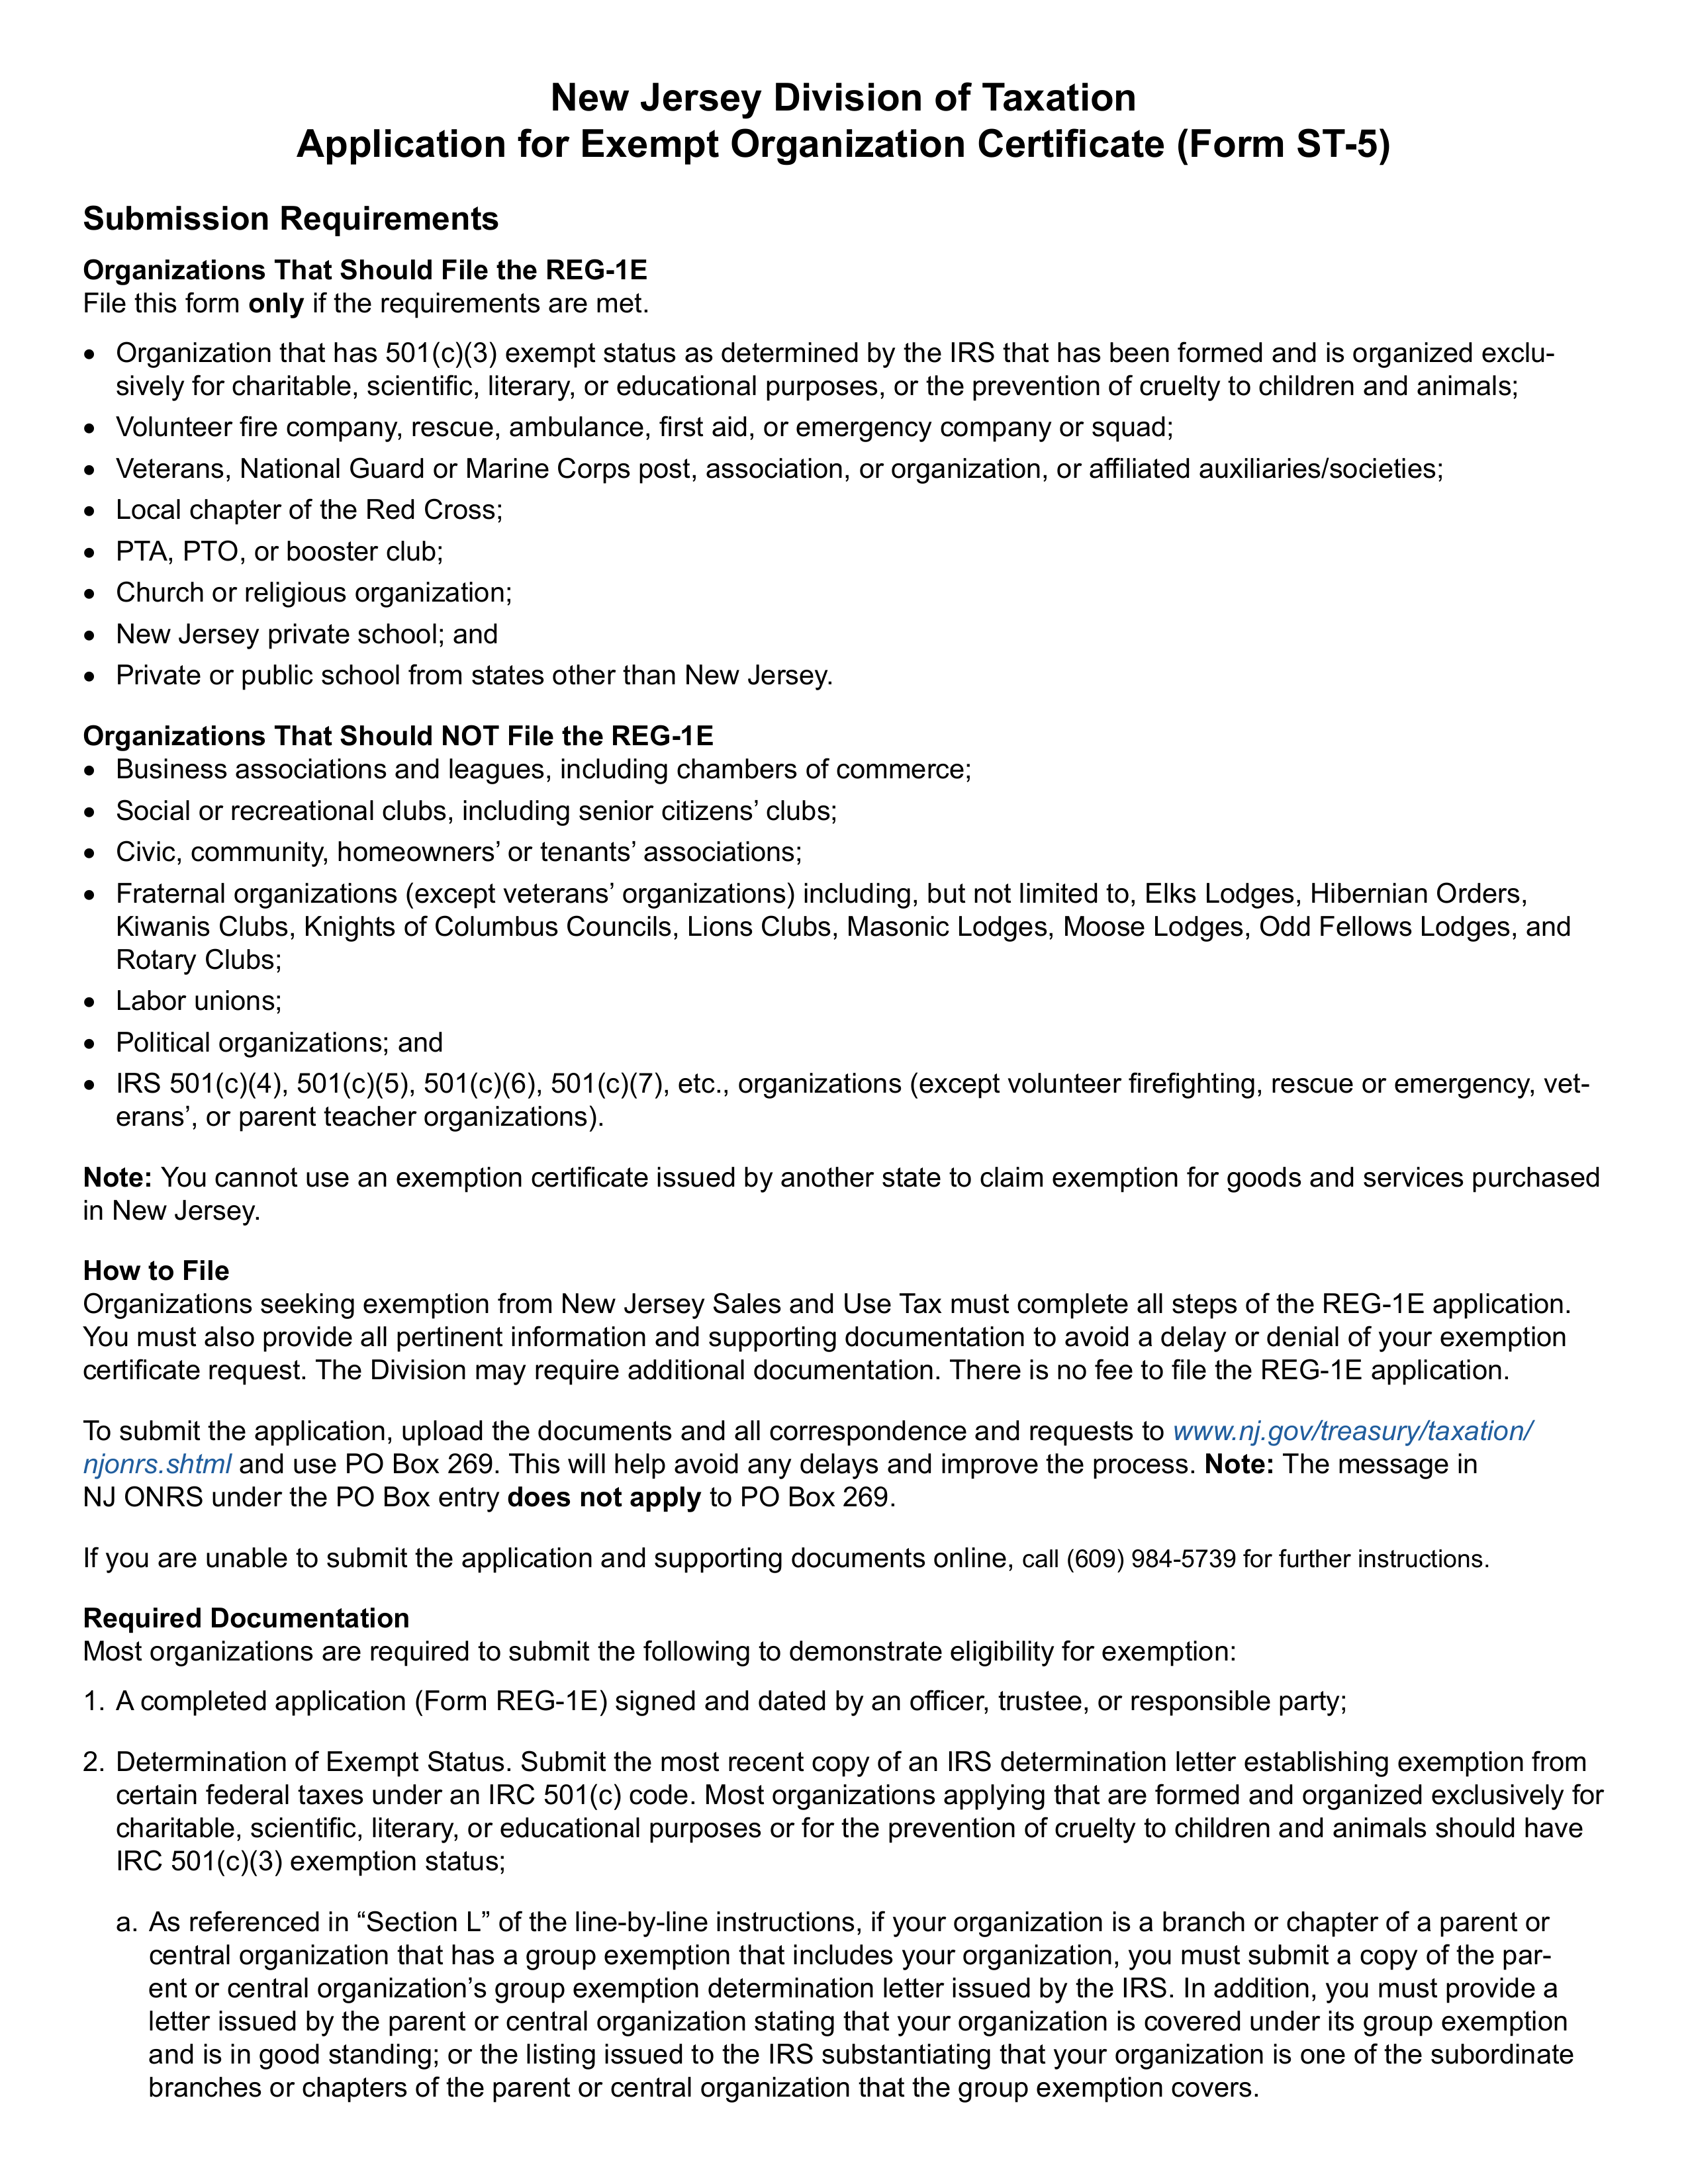 New Jersey Division of Taxation
Application for Exempt Organization Certificate (Form ST-5)
Submission Requirements
Organizations That Should File the REG-1E
File this form only if the requirements are met.
• Organization that has 501(c)(3) exempt status as determined by the IRS that has been formed and is organized exclu-
sively for charitable, scientific, literary, or educational purposes, or the prevention of cruelty to children and animals;
• Volunteer fire company, rescue, ambulance, first aid, or emergency company or squad;
• Veterans, National Guard or Marine Corps post, association, or organization, or affiliated auxiliaries/societies;
• Local chapter of the Red Cross;
• PTA, PTO, or booster club;
• Church or religious organization;
• New Jersey private school; and
• Private or public school from states other than New Jersey.
Organizations That Should NOT File the REG-1E
• Business associations and leagues, including chambers of commerce;
• Social or recreational clubs, including senior citizens’ clubs;
• Civic, community, homeowners’ or tenants’ associations;
• Fraternal organizations (except veterans’ organizations) including, but not limited to, Elks Lodges, Hibernian Orders,
Kiwanis Clubs, Knights of Columbus Councils, Lions Clubs, Masonic Lodges, Moose Lodges, Odd Fellows Lodges, and
Rotary Clubs;
• Labor unions;
• Political organizations; and
• IRS 501(c)(4), 501(c)(5), 501(c)(6), 501(c)(7), etc., organizations (except volunteer firefighting, rescue or emergency, vet-
erans’, or parent teacher organizations).
Note: You cannot use an exemption certificate issued by another state to claim exemption for goods and services purchased
in New Jersey.
How to File
Organizations seeking exemption from New Jersey Sales and Use Tax must complete all steps of the REG-1E application.
You must also provide all pertinent information and supporting documentation to avoid a delay or denial of your exemption
certificate request. The Division may require additional documentation. There is no fee to file the REG-1E application.
To submit the application, upload the documents and all correspondence and requests to www.nj.gov/treasury/taxation/
njonrs.shtml and use PO Box 269. This will help avoid any delays and improve the process. Note: The message in
NJ ONRS under the PO Box entry does not apply to PO Box 269.
If you are unable to submit the application and supporting documents online, call (609) 984-5739 for further instructions.
Required Documentation
Most organizations are required to submit the following to demonstrate eligibility for exemption:
1. A completed application (Form REG-1E) signed and dated by an officer, trustee, or responsible party;
2. Determination of Exempt Status. Submit the most recent copy of an IRS determination letter establishing exemption from
certain federal taxes under an IRC 501(c) code. Most organizations applying that are formed and organized exclusively for
charitable, scientific, literary, or educational purposes or for the prevention of cruelty to children and animals should have
IRC 501(c)(3) exemption status;
a. As referenced in “Section L” of the line-by-line instructions, if your organization is a branch or chapter of a parent or
central organization that has a group exemption that includes your organization, you must submit a copy of the par-
ent or central organization’s group exemption determination letter issued by the IRS. In addition, you must provide a
letter issued by the parent or central organization stating that your organization is covered under its group exemption
and is in good standing; or the listing issued to the IRS substantiating that your organization is one of the subordinate
branches or chapters of the parent or central organization that the group exemption covers.